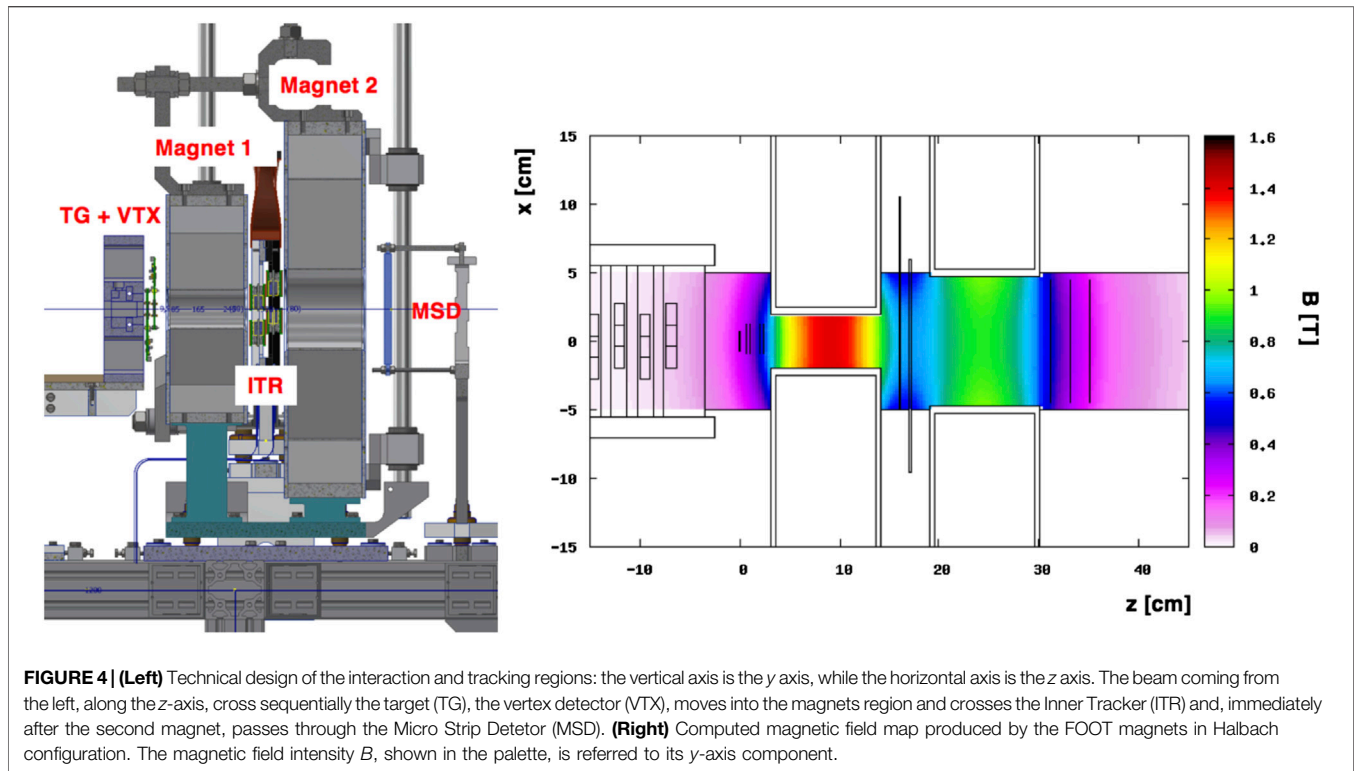 Magnet 2
Magnet 1
TG + VTX
MSD
ITR
165
1200
x [cm]
15
10
5
0
-5
-10
-15
-10
0
10
20
30
40
z [cm]
1.6
1.4
1.2
1
0.8
0.6
0.4
0.2
0
B [T]
FIGURE 4 | (Left) Technical design of the interaction and tracking regions: the vertical axis is the y axis, while the horizontal axis is the z axis. The beam coming from
the left, along the z-axis, cross sequentially the target (TG), the vertex detector (VTX), moves into the magnets region and crosses the Inner Tracker (ITR) and, immediately
after the second magnet, passes through the Micro Strip Detetor (MSD). (Right) Computed magnetic field map produced by the FOOT magnets in Halbach
configuration. The magnetic field intensity B, shown in the palette, is referred to its y-axis component.